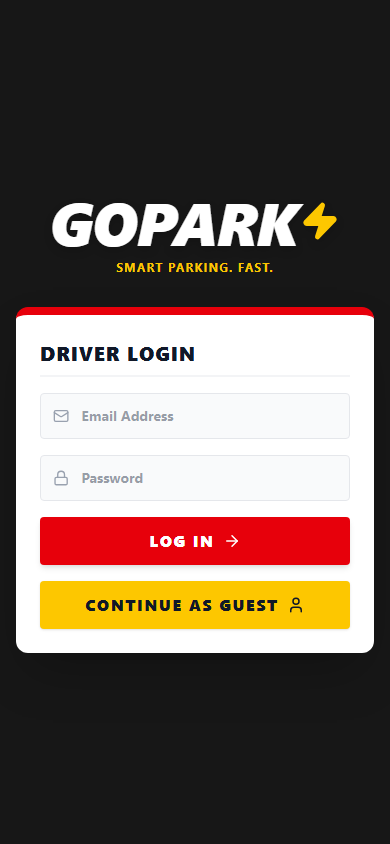 GOPARK
SMART PARKING. FAST.
DRIVER LOGIN
Email Address
Password
LOG IN
CONTINUE AS GUEST